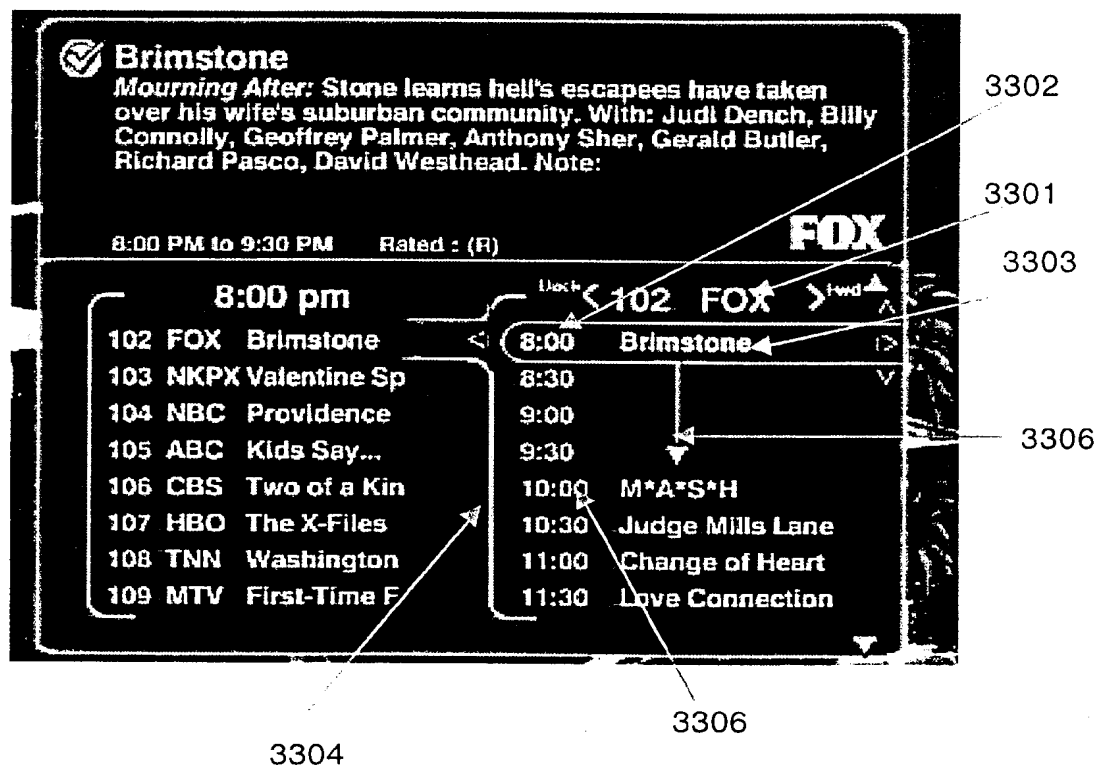 Brimstone
Mourning After: Stone learns hell's escapees have taken
over his wife's suburban community. With: Judi Dench, Billy
Connolly, Geoffrey Palmer, Anthony Sher, Gerald Butler,
Richard Pasco, David Westhead. Note:
8:00 PM to 9:30 PM Rated : (R)
FOX
8:00 pm
102 FOX Brimstone
103 NKPX Valentine Sp
104 NBC Providence
105 ABC Kids Say...
106 CBS Two of a Kin
107 HBO The X-Files
108 TNN Washington
109 MTV First-Time F
Back < 102 FOX > Fwd
8:00 Brimstone
8:30
9:00
9:30
10:00 M*A*S*H
10:30 Judge Mills Lane
11:00 Change of Heart
11:30 Love Connection
3302
3301
3303
3306
3306
3304